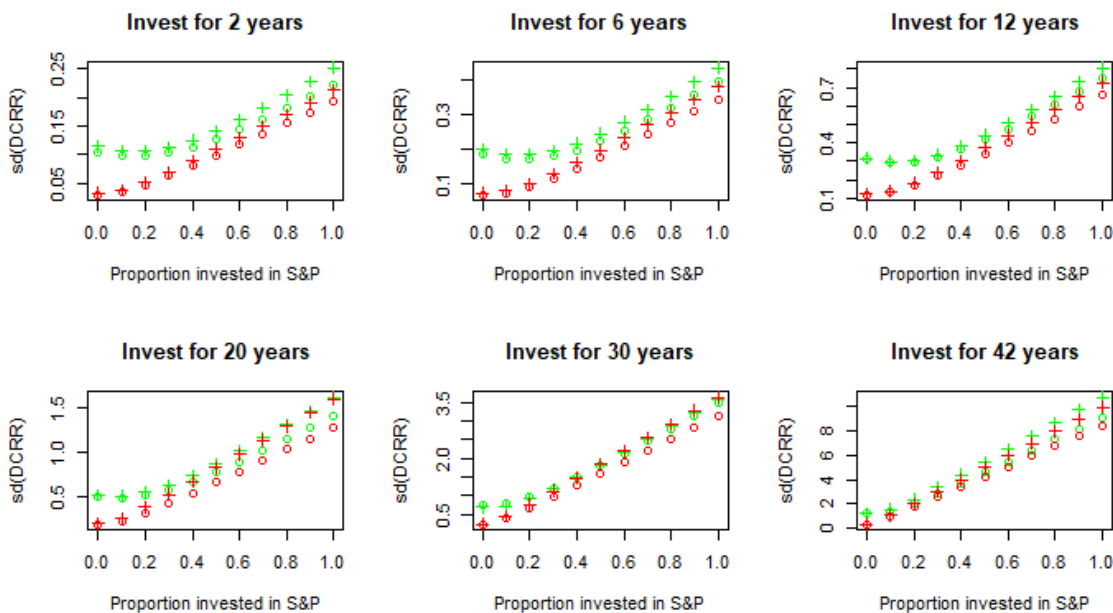 Invest for 2 years
sd(DCRR)
0.05 0.15 0.25
0.0 0.2 0.4 0.6 0.8 1.0
Proportion invested in S&P
Invest for 6 years
sd(DCRR)
0.1 0.3
0.0 0.2 0.4 0.6 0.8 1.0
Proportion invested in S&P
Invest for 12 years
sd(DCRR)
0.1 0.4 0.7
0.0 0.2 0.4 0.6 0.8 1.0
Proportion invested in S&P
Invest for 20 years
sd(DCRR)
0.5 1.0 1.5
0.0 0.2 0.4 0.6 0.8 1.0
Proportion invested in S&P
Invest for 30 years
sd(DCRR)
0.5 2.0 3.5
0.0 0.2 0.4 0.6 0.8 1.0
Proportion invested in S&P
Invest for 42 years
sd(DCRR)
0 2 4 6 8
0.0 0.2 0.4 0.6 0.8 1.0
Proportion invested in S&P